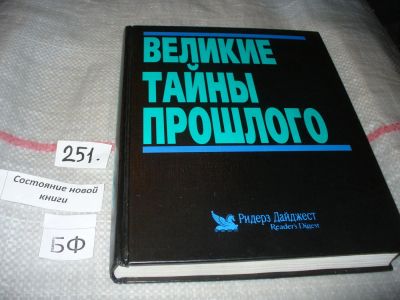 ВЕЛИКИЕ
ТАЙНЫ
ПРОШЛОГО
Ридерз Дайджест
Reader's Digest
251.
Состояние новой
книги
БФ